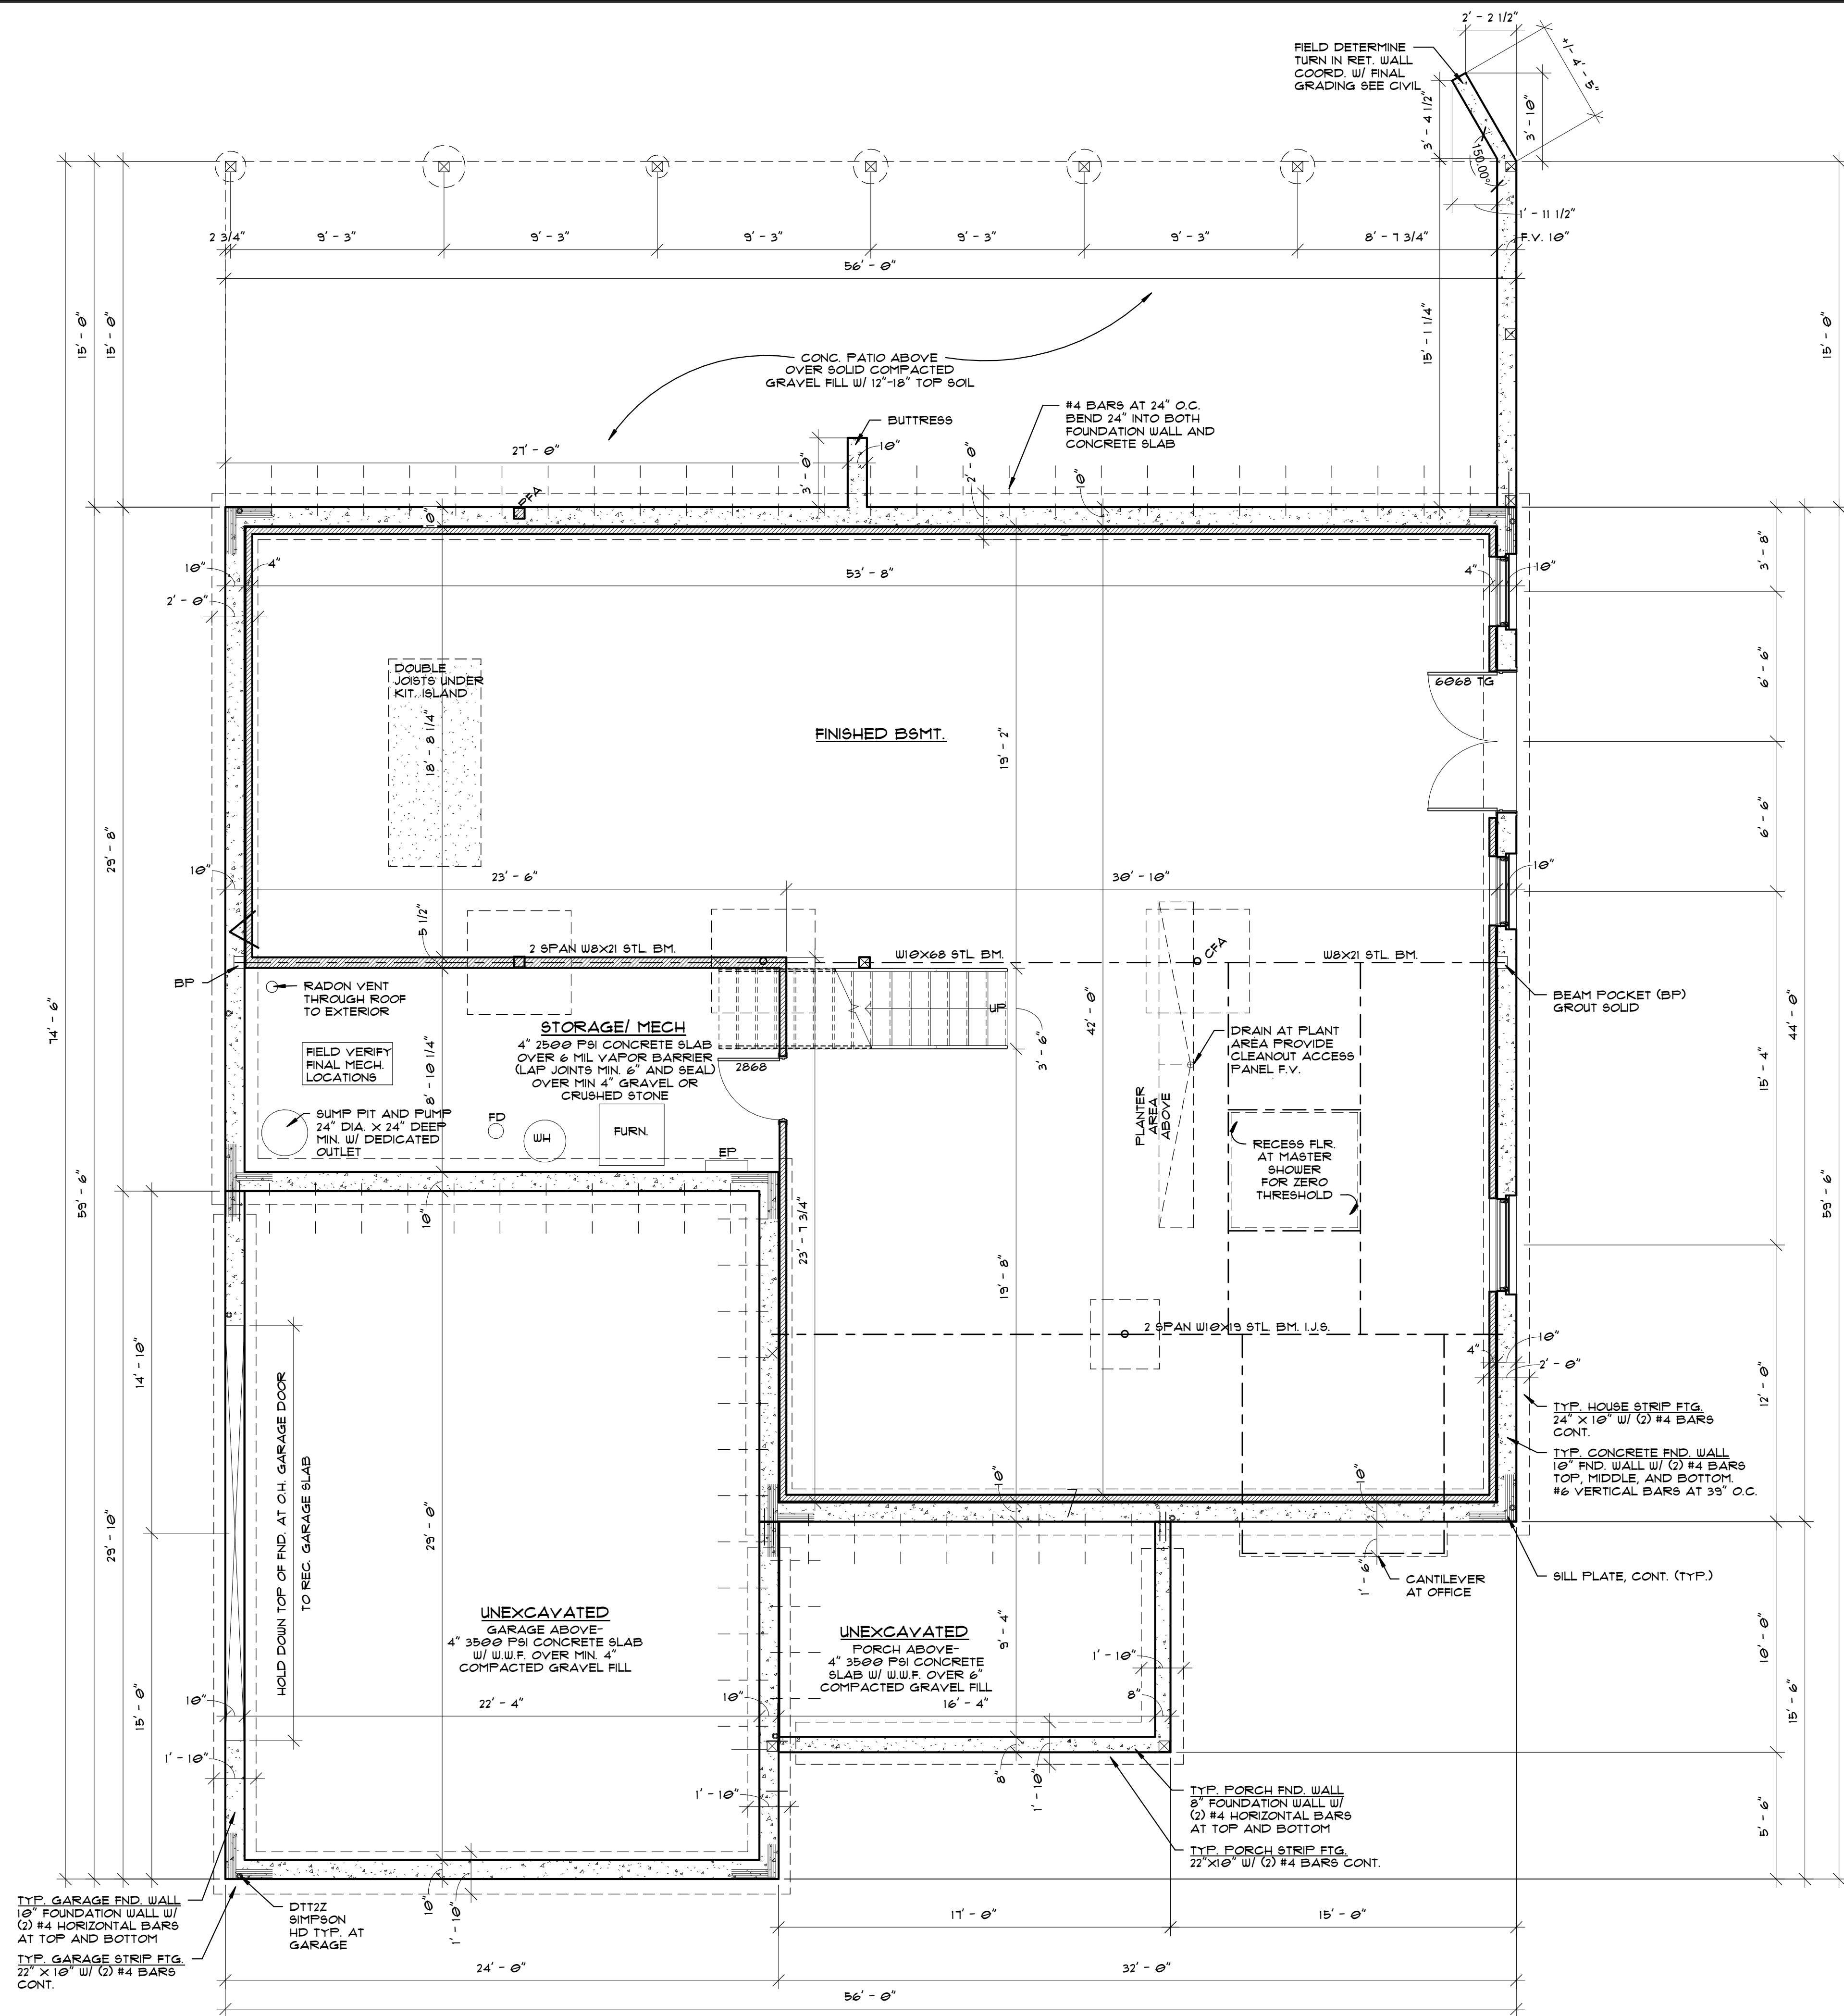 2' - 2 1/2"
FIELD DETERMINE
TURN IN RET. WALL
COORD. W/ FINAL
GRADING SEE CIVIL
+/- 4' - 5"
3' - 4 1/2"
3' - 10"
150.00°
1' - 11 1/2"
2 3/4"
9' - 3"
9' - 3"
9' - 3"
9' - 3"
9' - 3"
8' - 7 3/4"
F.V. 10"
56' - 0"
15' - 0"
15' - 0"
15' - 1 1/4"
15' - 0"
CONC. PATIO ABOVE
OVER SOLID COMPACTED
GRAVEL FILL W/ 12"-18" TOP SOIL
BUTTRESS
#4 BARS AT 24" O.C.
BEND 24" INTO BOTH
FOUNDATION WALL AND
CONCRETE SLAB
27' - 0"
10"
3' - 0"
2' - 0"
10"
PFA
10"
10"
4"
53' - 8"
4"
10"
3' - 8"
2' - 0"
DOUBLE
JOISTS UNDER
KIT. ISLAND
18' - 8 1/4"
FINISHED BSMT.
19' - 2"
6068 TG
6' - 6"
6' - 6"
29' - 8"
10"
23' - 6"
30' - 10"
10"
5 1/2"
2 SPAN W8X21 STL. BM.
W10X68 STL. BM.
CFA
W8X21 STL. BM.
BP
RADON VENT
THROUGH ROOF
TO EXTERIOR
BEAM POCKET (BP)
GROUT SOLID
UP
STORAGE/ MECH
4" 2500 PSI CONCRETE SLAB
OVER 6 MIL VAPOR BARRIER
(LAP JOINTS MIN. 6" AND SEAL)
OVER MIN 4" GRAVEL OR
CRUSHED STONE
FIELD VERIFY
FINAL MECH.
LOCATIONS
8' - 10 1/4"
2868
3' - 6"
42' - 0"
DRAIN AT PLANT
AREA PROVIDE
CLEANOUT ACCESS
PANEL F.V.
74' - 6"
59' - 6"
44' - 0"
15' - 4"
59' - 6"
SUMP PIT AND PUMP
24" DIA. X 24" DEEP
MIN. W/ DEDICATED
OUTLET
FD
WH
FURN.
EP
PLANTER
AREA
ABOVE
RECESS FLR.
AT MASTER
SHOWER
FOR ZERO
THRESHOLD
10"
23' - 7 3/4"
19' - 8"
2 SPAN W10X19 STL. BM. I.J.S.
10"
4"
2' - 0"
14' - 10"
12' - 0"
HOLD DOWN TOP OF FND. AT O.H. GARAGE DOOR
TO REC. GARAGE SLAB
TYP. HOUSE STRIP FTG.
24" X 10" W/ (2) #4 BARS
CONT.
TYP. CONCRETE FND. WALL
10" FND. WALL W/ (2) #4 BARS
TOP, MIDDLE, AND BOTTOM.
#6 VERTICAL BARS AT 39" O.C.
10"
10"
29' - 10"
29' - 0"
1' - 6"
CANTILEVER
AT OFFICE
SILL PLATE, CONT. (TYP.)
UNEXCAVATED
GARAGE ABOVE-
4" 3500 PSI CONCRETE SLAB
W/ W.W.F. OVER MIN. 4"
COMPACTED GRAVEL FILL
UNEXCAVATED
PORCH ABOVE-
4" 3500 PSI CONCRETE
SLAB W/ W.W.F. OVER 6"
COMPACTED GRAVEL FILL
9' - 4"
1' - 10"
10' - 0"
15' - 6"
15' - 0"
10"
22' - 4"
10"
16' - 4"
8"
1' - 10"
1' - 10"
8"
1' - 10"
TYP. PORCH FND. WALL
8" FOUNDATION WALL W/
(2) #4 HORIZONTAL BARS
AT TOP AND BOTTOM
TYP. PORCH STRIP FTG.
22"X10" W/ (2) #4 BARS CONT.
5' - 6"
TYP. GARAGE FND. WALL
10" FOUNDATION WALL W/
(2) #4 HORIZONTAL BARS
AT TOP AND BOTTOM
TYP. GARAGE STRIP FTG.
22" X 10" W/ (2) #4 BARS
CONT.
DTT2Z
SIMPSON
HD TYP. AT
GARAGE
10"
1' - 10"
17' - 0"
15' - 0"
24' - 0"
32' - 0"
56' - 0"